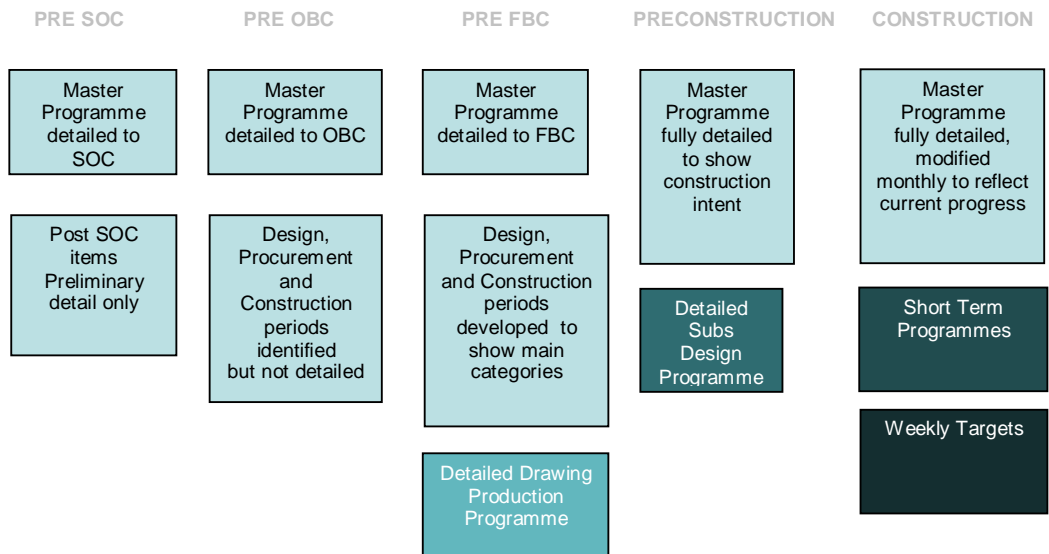 PRE SOC
PRE OBC
PRE FBC
PRECONSTRUCTION
CONSTRUCTION
Master
Programme
detailed to
SOC
Post SOC
items
Preliminary
detail only
Master
Programme
detailed to OBC
Design,
Procurement
and
Construction
periods
identified
but not detailed
Master
Programme
detailed to FBC
Design,
Procurement
and Construction
periods
developed to
show main
categories
Detailed Drawing
Production
Programme
Master
Programme
fully detailed
to show
construction
intent
Detailed
Subs
Design
Programme
Master
Programme
fully detailed,
modified
monthly to reflect
current progress
Short Term
Programmes
Weekly Targets